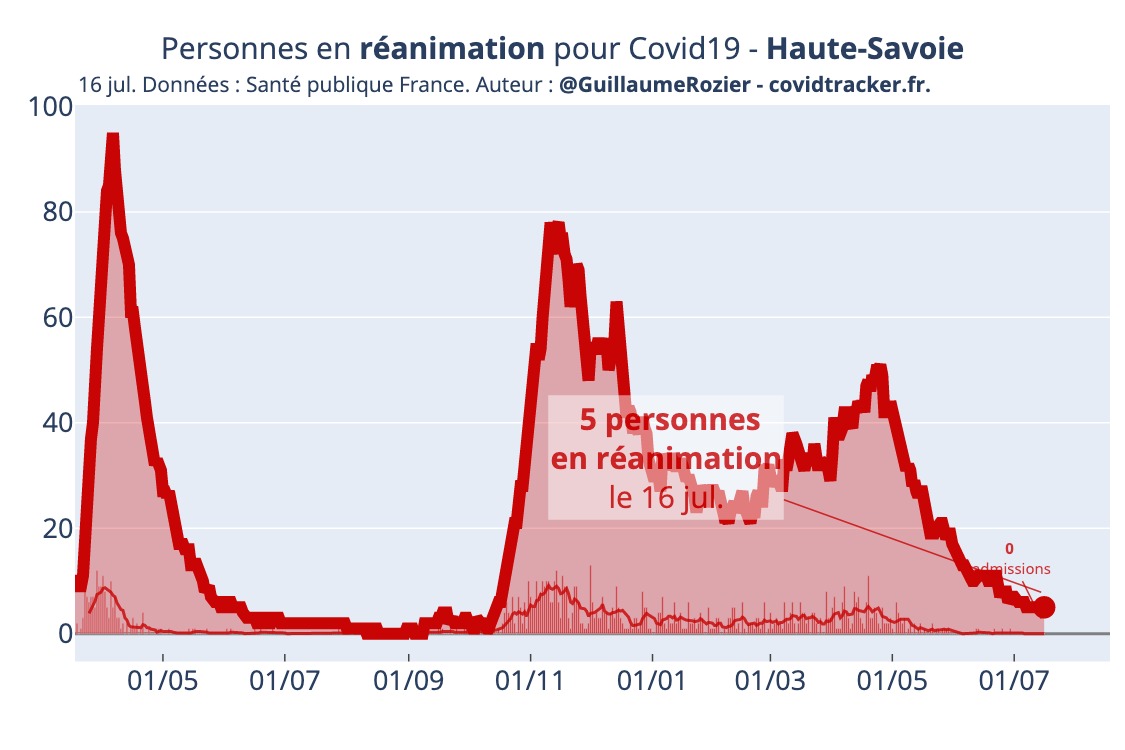 Personnes en réanimation pour Covid19 - Haute-Savoie
16 jul. Données : Santé publique France. Auteur : @GuillaumeRozier - covidtracker.fr.
100
80
60
40
20
0
5 personnes
en réanimation
le 16 jul.
0
admissions
01/05 01/07 01/09 01/11 01/01 01/03 01/05 01/07